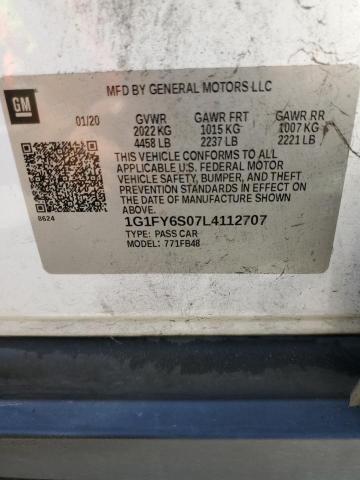 MFD BY GENERAL MOTORS LLC
GM
01/20 GVWR GAWR FRT GAWR RR
2022 KG 1015 KG 1007 KG
4458 LB 2237 LB 2221 LB
THIS VEHICLE CONFORMS TO ALL
APPLICABLE U.S. FEDERAL MOTOR
VEHICLE SAFETY, BUMPER, AND THEFT
PREVENTION STANDARDS IN EFFECT ON
THE DATE OF MANUFACTURE SHOWN ABOVE.
8624
1G1FY6S07L4112707
TYPE: PASS CAR
MODEL: 771FB48